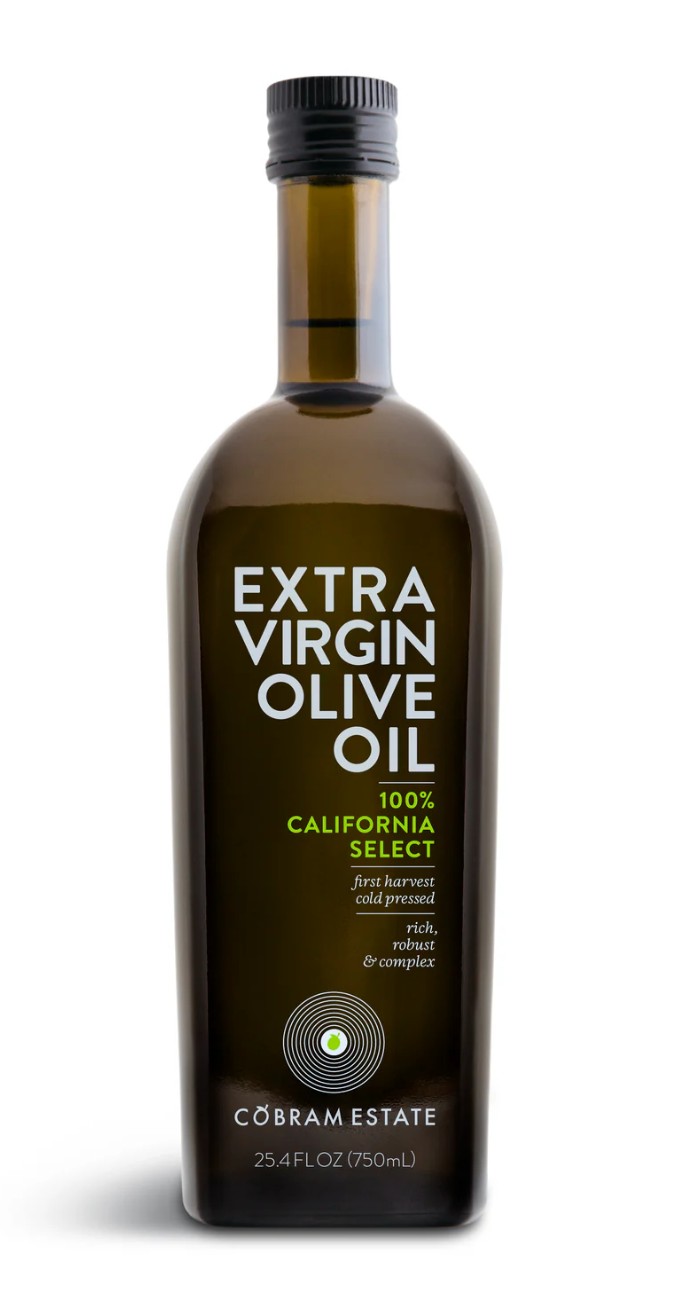 EXTRA
VIRGIN
OLIVE
OIL
100%
CALIFORNIA
SELECT
first harvest
cold pressed
rich,
robust
& complex
COBRAM ESTATE
25.4 FL OZ (750mL)